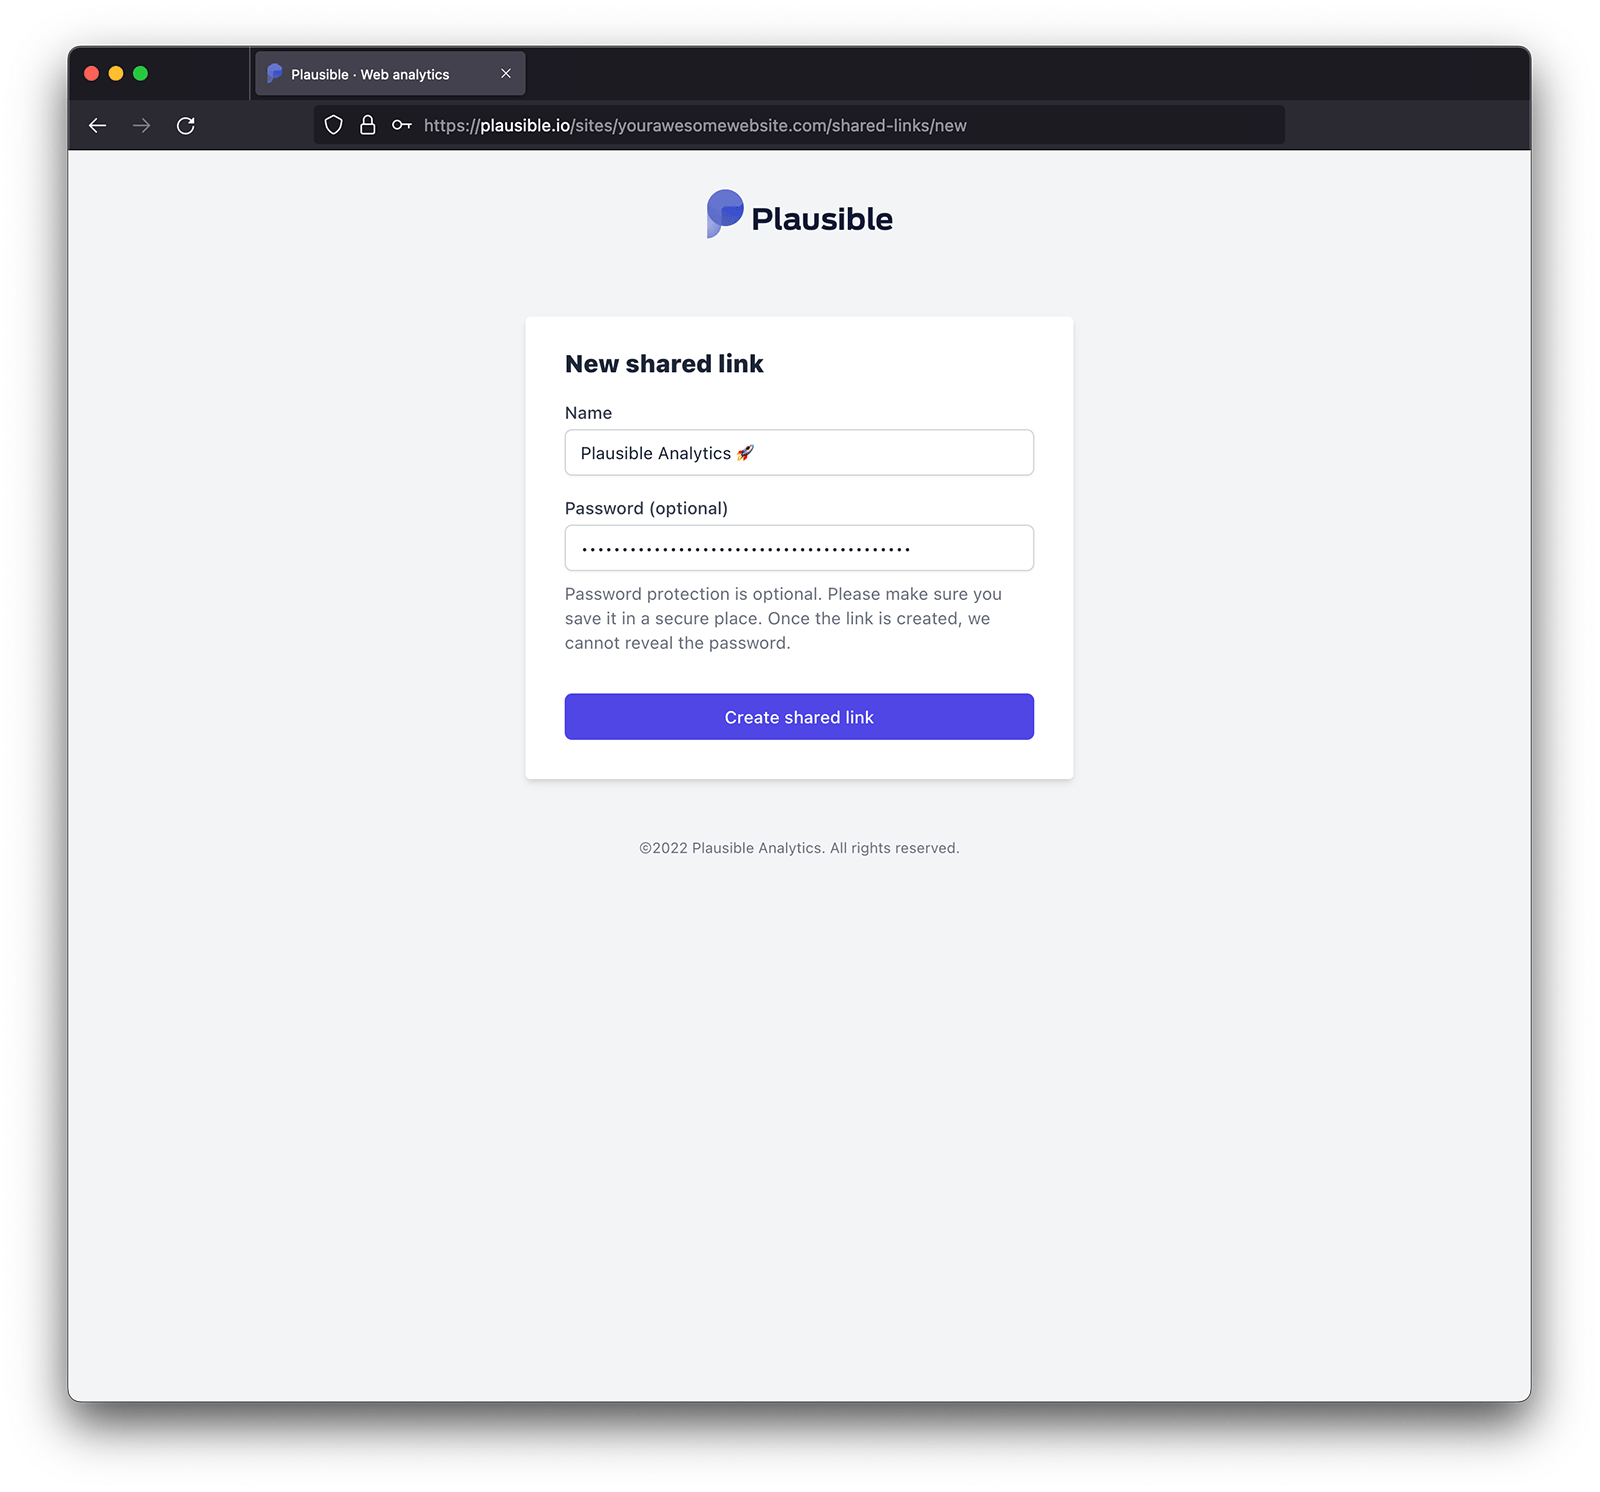 Plausible · Web analytics
https://plausible.io/sites/yourawesomewebsite.com/shared-links/new
Plausible
New shared link
Name
Plausible Analytics 🚀
Password (optional)
•••••••••••••••••••••••••••••••••••••••••
Password protection is optional. Please make sure you
save it in a secure place. Once the link is created, we
cannot reveal the password.
Create shared link
©2022 Plausible Analytics. All rights reserved.